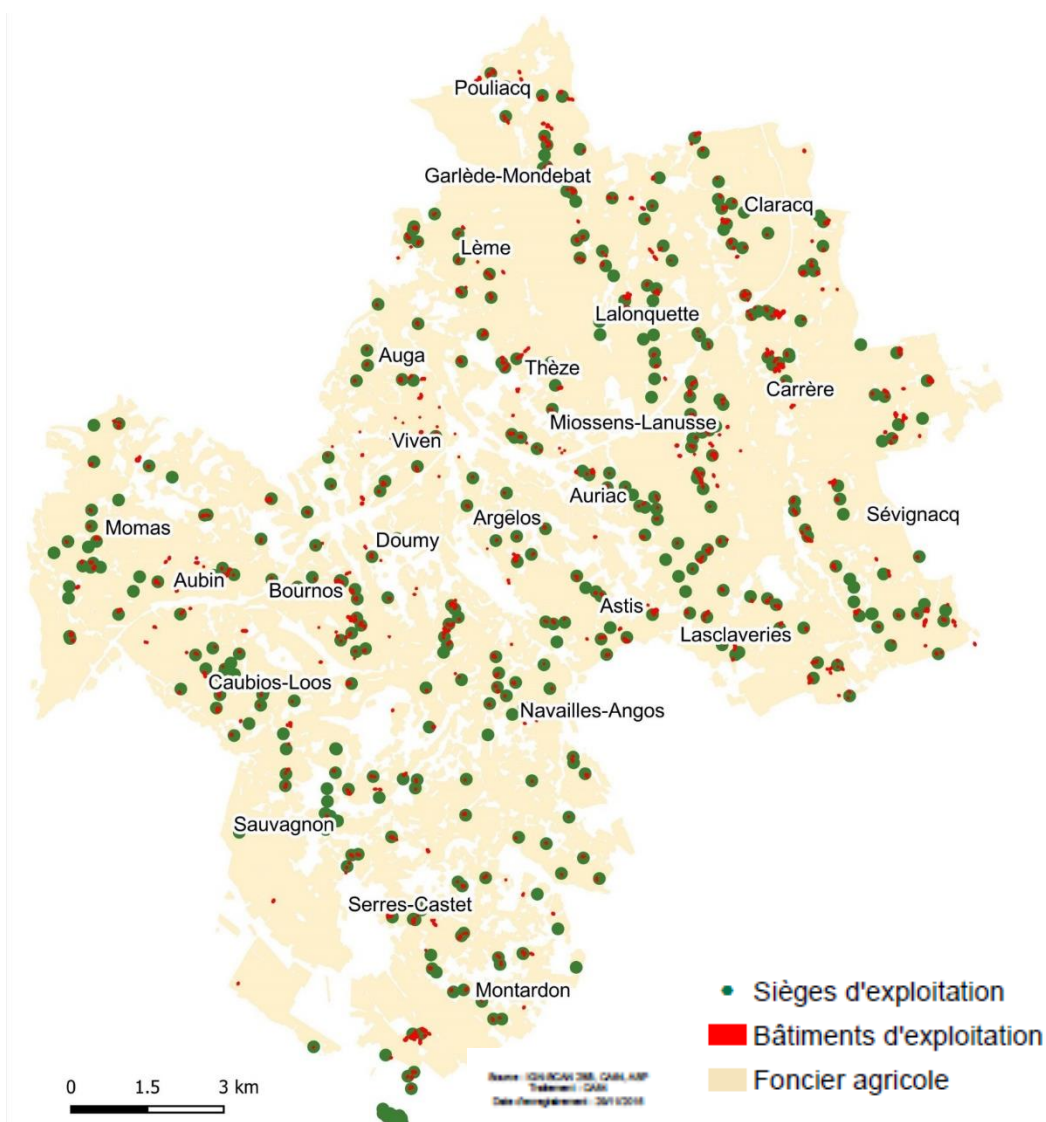 Pouliacq
Garlède-Mondebat
Claracq
Lème
Lalonquette
Auga
Thèze
Carrère
Miossens-Lanusse
Viven
Auriac
Sévignacq
Argelos
Momas
Doumy
Aubin
Bournos
Astis
Lasclaveries
Caubios-Loos
Navailles-Angos
Sauvagnon
Serres-Castet
Montardon
Sièges d'exploitation
Bâtiments d'exploitation
Foncier agricole
0 1.5 3 km